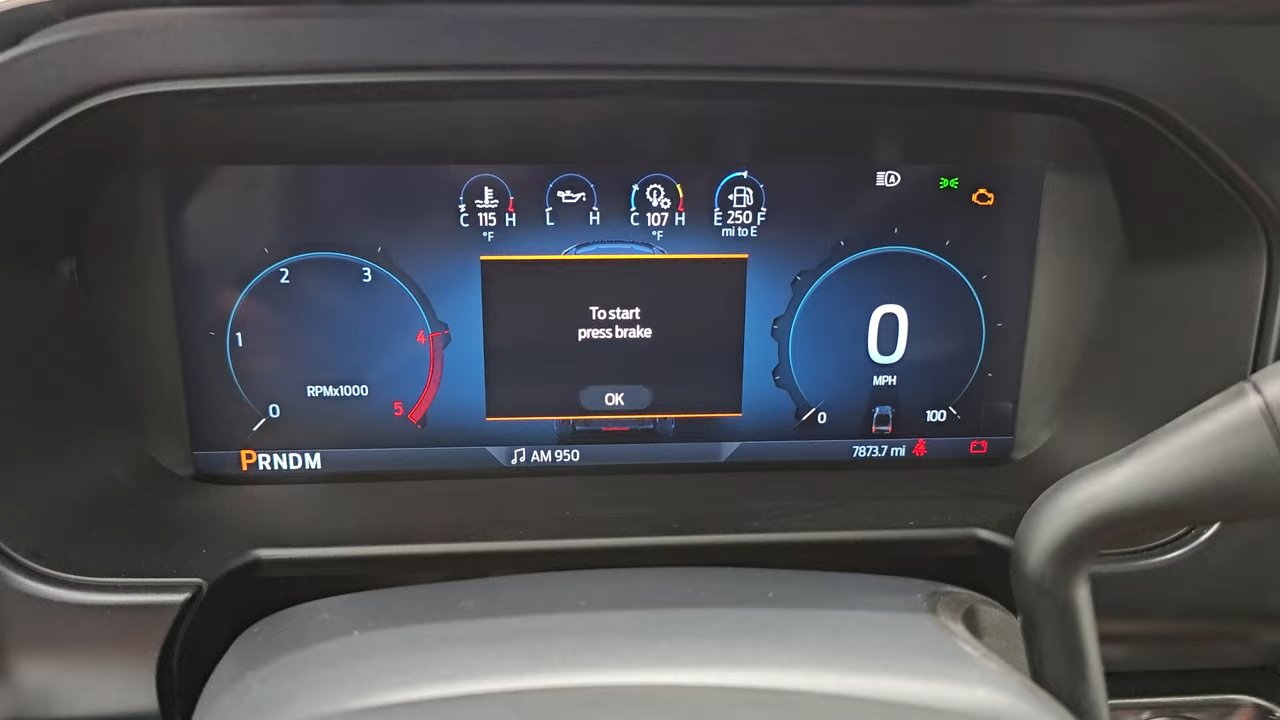 C 115 H
°F
L H
C 107 H
°F
E 250 F
mi to E
A
0
1
2
3
4
5
RPMx1000
To start
press brake
OK
0
MPH
0
100
PRNDM
AM 950
7873.7 mi